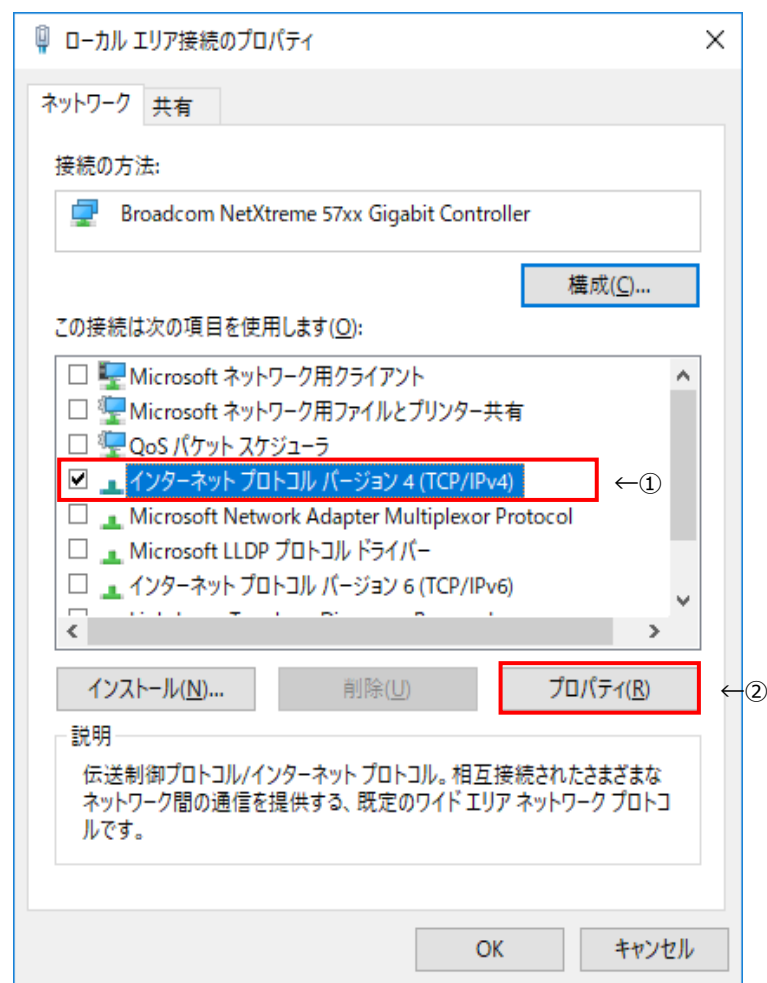 ローカル エリア接続のプロパティ
ネットワーク 共有
接続の方法:
Broadcom NetXtreme 57xx Gigabit Controller
構成(C)...
この接続は次の項目を使用します(O):
Microsoft ネットワーク用クライアント
Microsoft ネットワーク用ファイルとプリンター共有
QoS パケット スケジューラ
インターネット プロトコル バージョン 4 (TCP/IPv4) ←①
Microsoft Network Adapter Multiplexor Protocol
Microsoft LLDP プロトコル ドライバー
インターネット プロトコル バージョン 6 (TCP/IPv6)
インストール(N)... 削除(U) プロパティ(R) ←②
説明
伝送制御プロトコル/インターネット プロトコル。相互接続されたさまざまな
ネットワーク間の通信を提供する、既定のワイド エリア ネットワーク プロトコ
ルです。
OK キャンセル